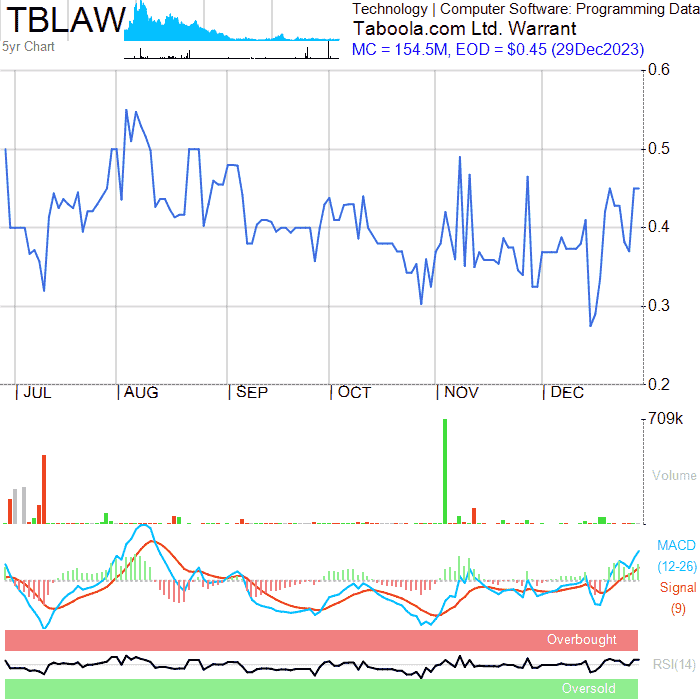 TBLAW
5yr Chart
Technology | Computer Software: Programming Data
Taboola.com Ltd. Warrant
MC = 154.5M, EOD = $0.45 (29Dec2023)
0.6
0.5
0.4
0.3
0.2
JUL AUG SEP OCT NOV DEC
709k
Volume
MACD
(12-26)
Signal
(9)
Overbought
RSI(14)
Oversold